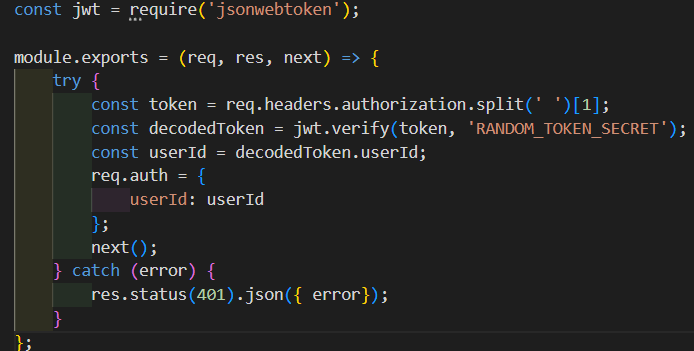 const jwt = require('jsonwebtoken');

module.exports = (req, res, next) => {
    try {
        const token = req.headers.authorization.split(' ')[1];
        const decodedToken = jwt.verify(token, 'RANDOM_TOKEN_SECRET');
        const userId = decodedToken.userId;
        req.auth = {
            userId: userId
        };
        next();
    } catch (error) {
        res.status(401).json({ error});
    }
};